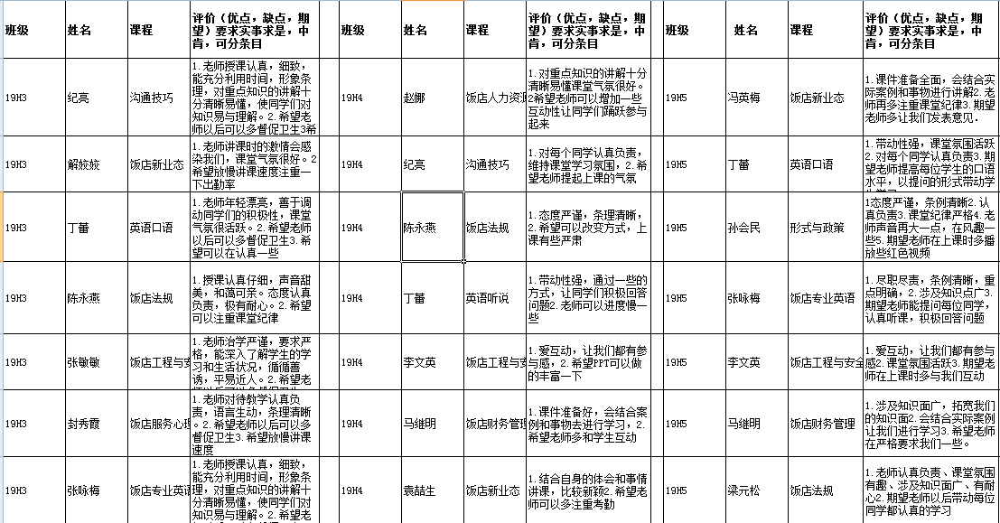 班级
姓名
课程
评价（优点，缺点，期
望）要求实事求是，中
肯，可分条目
19H3
纪亮
沟通技巧
1.老师授课认真，细致，
能充分利用时间，形象条
理，对重点知识的讲解十
分清晰易懂，使同学们对
知识易与理解。2.希望老
师以后可以多督促卫生3希
19H3
解姣姣
饭店新业态
1.老师讲课时的激情会感
染我们，课堂气氛很好。2
希望放慢讲课速度注重一
下出勤率
19H3
丁蕾
英语口语
1.老师年轻漂亮，善于调
动同学们的积极性，课堂
气氛很活跃。2.希望老师
以后可以多督促卫生3.希
望可以在认真一些
19H3
陈永燕
饭店法规
1.授课认真仔细，声音甜
美，和蔼可亲。态度认真
负责，极有耐心。2.希望
可以注重课堂纪律
19H3
张敏敏
饭店工程与安
1.老师治学严谨，要求严
格，能深入了解学生的学
习和生活状况，循循善
诱，平易近人。2.希望老
19H3
封秀霞
饭店服务心理
1.老师对待教学认真负
责，语言生动，条理清晰
。2.希望老师以后可以多
督促卫生3.希望放慢讲课
速度
19H3
张咏梅
饭店专业英语
1.老师授课认真，细致，
能充分利用时间，形象条
理，对重点知识的讲解十
分清晰易懂，使同学们对
知识易与理解。2.希望老
班级
姓名
课程
评价（优点，缺点，期
望）要求实事求是，中
肯，可分条目
19H4
赵娜
饭店人力资源
1.对重点知识的讲解十分
清晰易懂课堂气氛很好。
2希望老师可以增加一些
互动性让同学们踊跃参与
起来
19H4
纪亮
沟通技巧
1.对每个同学认真负责，
维持课堂学习氛围，2.希
望老师提起上课的气氛
19H4
陈永燕
饭店法规
1.态度严谨，条理清晰，
2.希望可以改变方式，上
课有些严肃
19H4
丁蕾
英语听说
1.带动性强，通过一些的
方式，让同学们积极回答
问题2.老师可以进度慢一
些
19H4
李文英
饭店工程与安
1.爱互动，让我们都有参
与感，2.希望PPT可以做
的丰富一下
19H4
马继明
饭店财务管理
1.课件准备好，会结合案
例和事物去进行学习，2.
希望老师多和学生互动
19H4
袁喆生
饭店新业态
1.结合自身的体会和事情
讲课，比较新颖2.希望老
师可以多注重考勤
班级
姓名
课程
评价（优点，缺点，期
望）要求实事求是，中
肯，可分条目
19H5
冯英梅
饭店新业态
1.课件准备全面，会结合实
际案例和事物进行讲解2.老
师再多注重课堂纪律3.期望
老师多让我们发表意见.
19H5
丁蕾
英语口语
1.带动性强，课堂氛围活跃
2.对每个同学认真负责3.期
望老师提高每位学生的口语
水平，以提问的形式带动学
19H5
孙会民
形式与政策
1态度严谨，条例清晰2.认
真负责3.课堂纪律严格4.老
师声音再大一点，在风趣一
些5.期望老师在上课时多播
放些红色视频
19H5
张咏梅
饭店专业英语
1.尽职尽责，条例清晰，重
点明确，2.涉及知识点广3.
期望老师能提问每位同学，
认真听课，积极回答问题
19H5
李文英
饭店工程与安全
1.爱互动，让我们都有参与
感2.课堂氛围活跃3.期望老
师在上课时多与我们互动
19H5
马继明
饭店财务管理
1.涉及知识面广，拓宽我们
的知识面2.会结合实际案例
让我们进行学习3.希望老师
在严格要求我们一些。
19H5
梁元松
饭店法规
1.老师认真负责、课堂氛围
有趣、涉及知识面广、有耐
心2.期望老师以后带动每位
同学都认真的学习